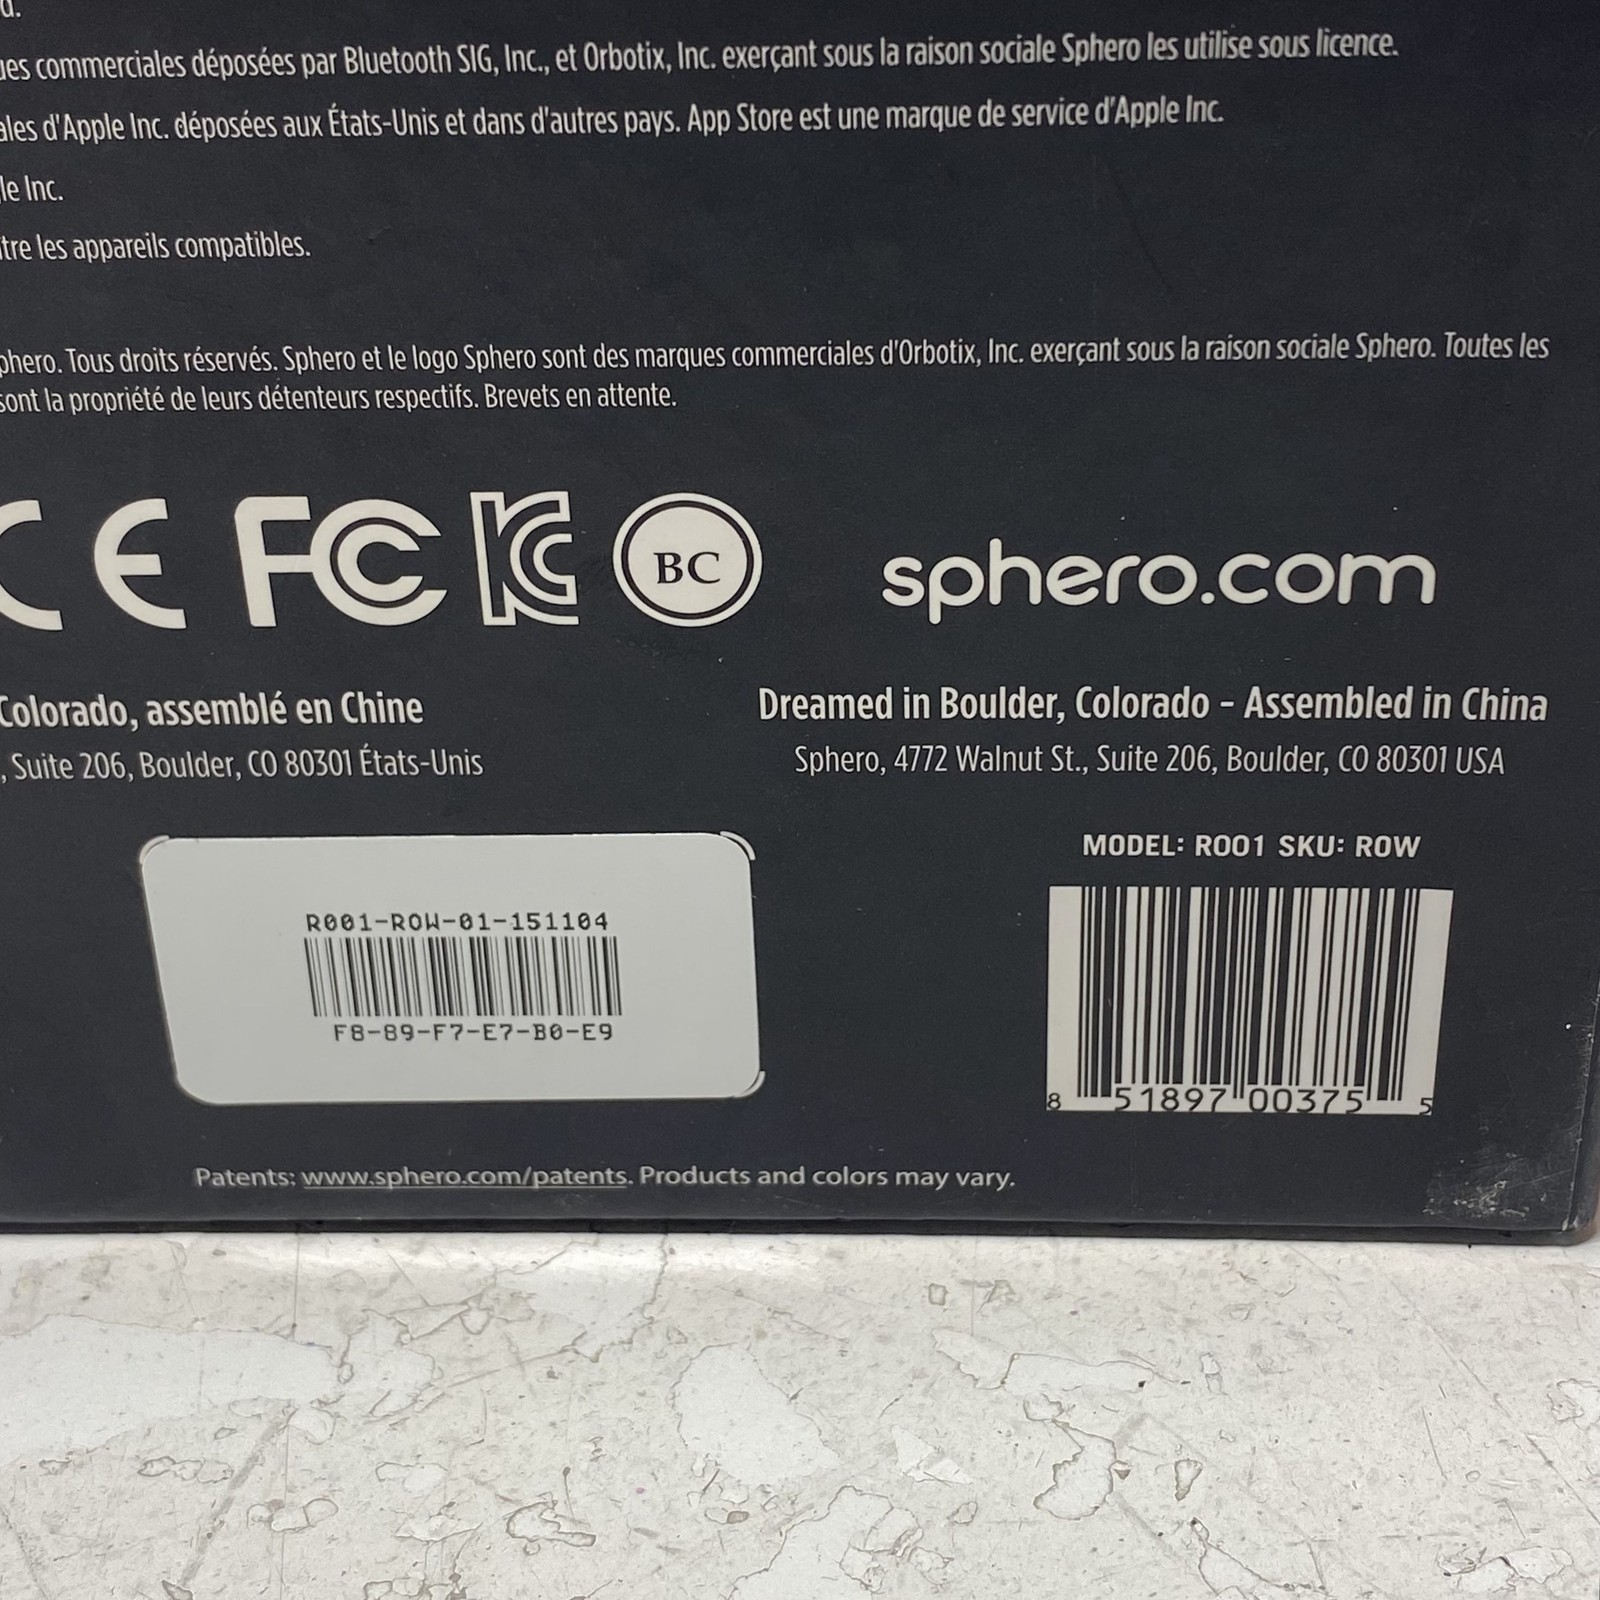 commerciales déposées par Bluetooth SIG, Inc., et Orbotix, Inc. exerçant sous la raison sociale Sphero les utilise sous licence.
d'Apple Inc. déposées aux États-Unis et dans d'autres pays. App Store est une marque de service d'Apple Inc.
Inc.
les appareils compatibles.
Tous droits réservés. Sphero et le logo Sphero sont des marques commerciales d'Orbotix, Inc. exerçant sous la raison sociale Sphero. Toutes les
sont la propriété de leurs détenteurs respectifs. Brevets en attente.
CE FC KC BC
sphero.com
Colorado, assemblé en Chine
, Suite 206, Boulder, CO 80301 États-Unis
Dreamed in Boulder, Colorado - Assembled in China
Sphero, 4772 Walnut St., Suite 206, Boulder, CO 80301 USA
R001-ROW-01-151104
F8-89-F7-E7-B0-E9
MODEL: R001 SKU: ROW
8 51897 00375 5
Patents: www.sphero.com/patents. Products and colors may vary.